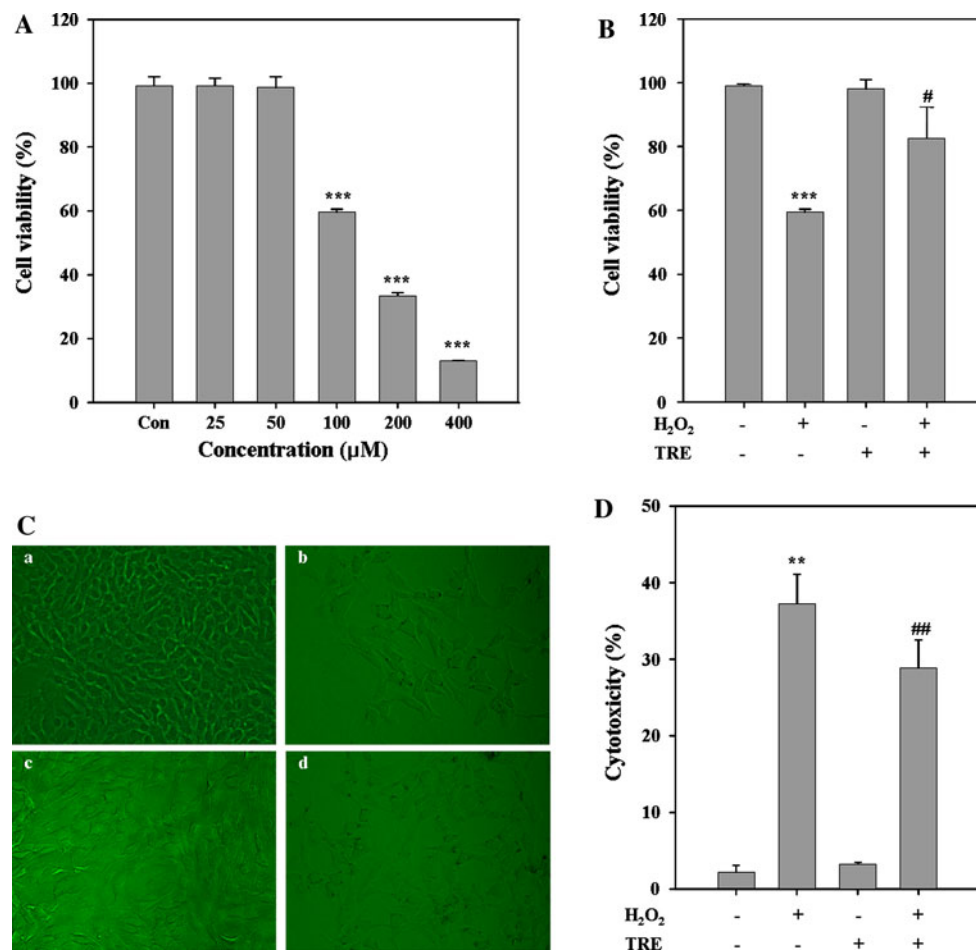 A
Cell viability (%)
120
100
80
60
40
20
0
***
***
***
Con 25 50 100 200 400
Concentration (µM)
B
Cell viability (%)
120
100
80
60
40
20
0
***
#
H₂O₂ - + - +
TRE - - + +
C
a
b
c
d
D
Cytotoxicity (%)
50
40
30
20
10
0
**
##
H₂O₂ - + - +
TRE - - + +